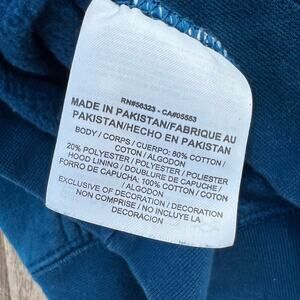 RN#56323 - CA#05553
MADE IN PAKISTAN/FABRIQUE AU
PAKISTAN/HECHO EN PAKISTAN
BODY / CORPS / CUERPO: 80% COTTON /
COTON / ALGODON
20% POLYESTER / POLYESTER / POLIESTER
HOOD LINING / DOUBLURE DE CAPUCHE /
FORRO DE CAPUCHA: 100% COTTON / COTON
/ ALGODON
EXCLUSIVE OF DECORATION / DECORATION
NON COMPRISE / NO INCLUYE LA
DECORACION